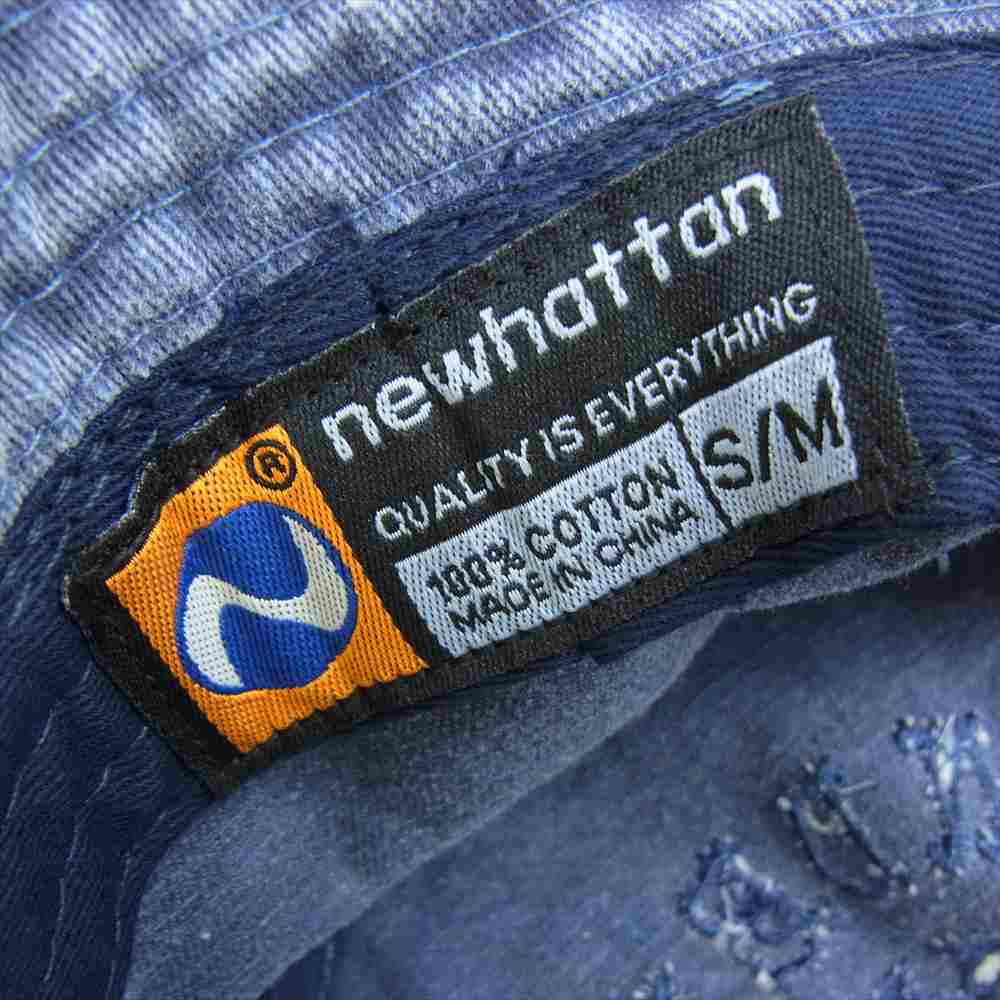 newhattan
QUALITY IS EVERYTHING
®
100% COTTON
MADE IN CHINA
S/M